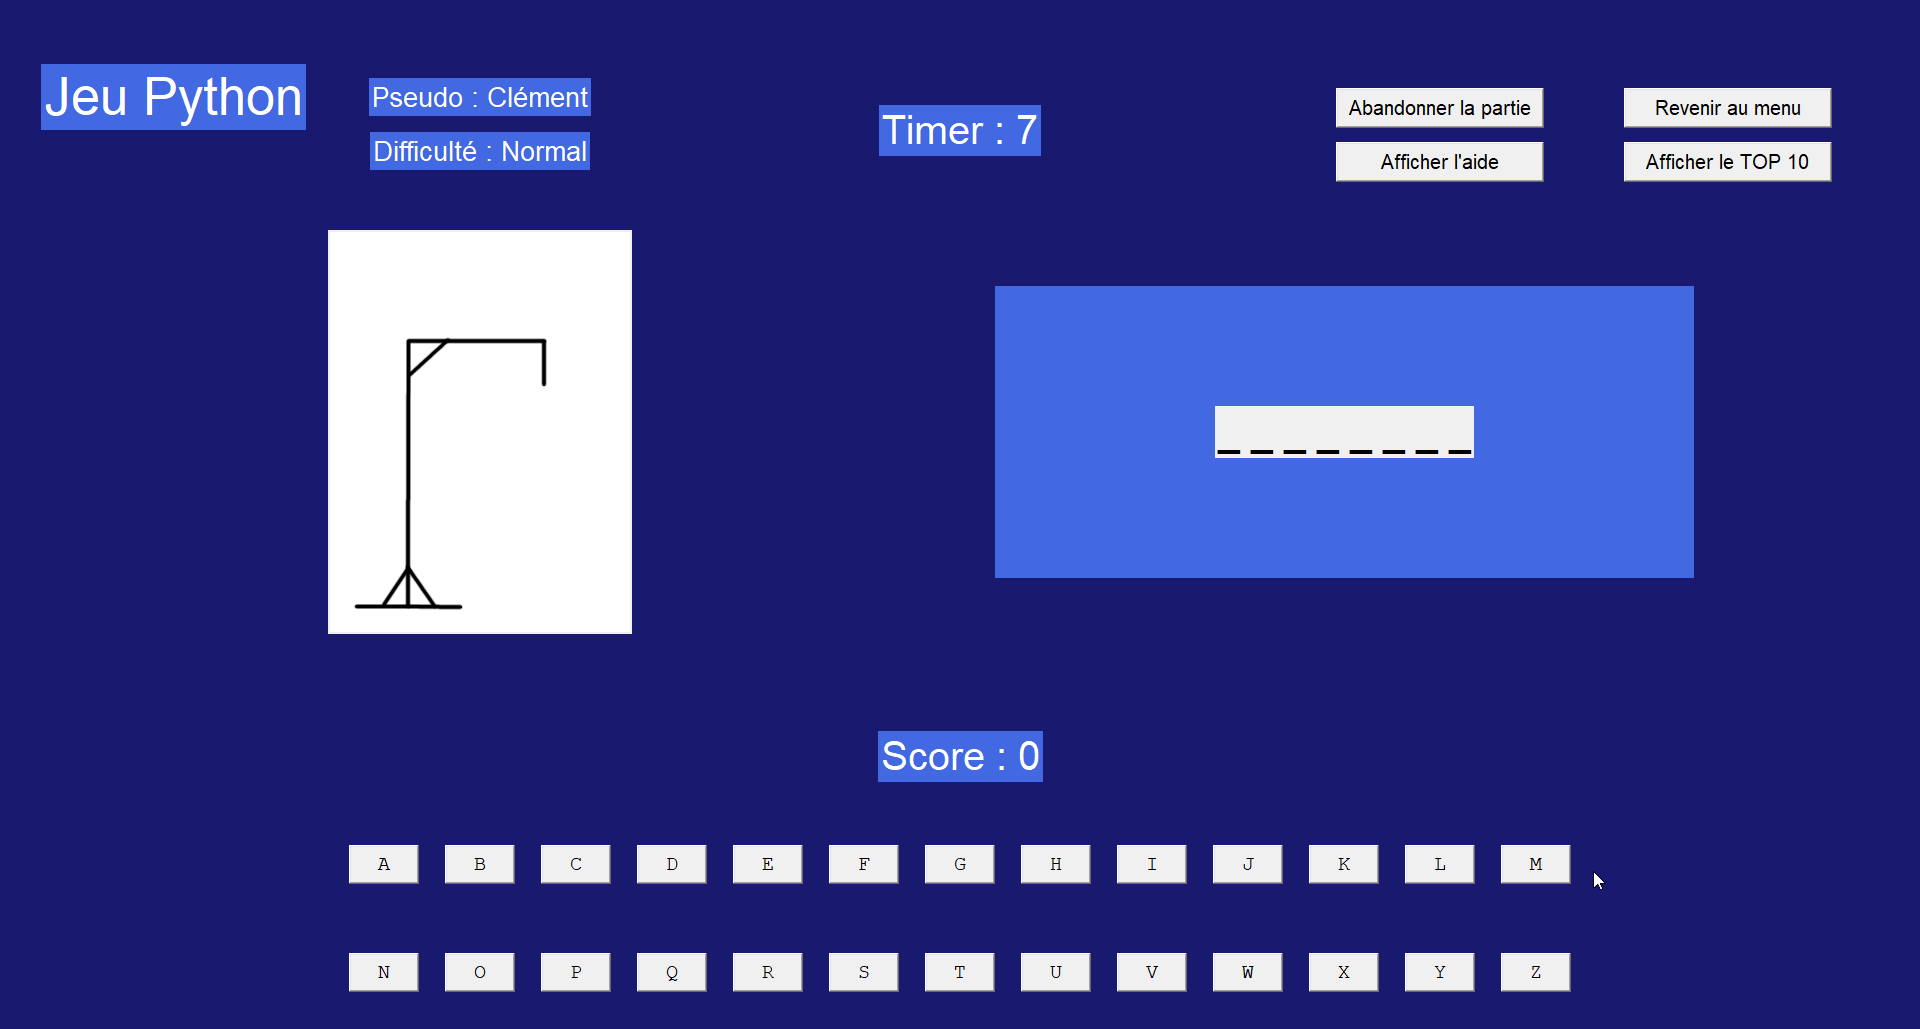 Jeu Python
Pseudo : Clément
Difficulté : Normal
Timer : 7
Abandonner la partie
Revenir au menu
Afficher l'aide
Afficher le TOP 10
_ _ _ _ _ _ _ _
Score : 0
A B C D E F G H I J K L M
N O P Q R S T U V W X Y Z